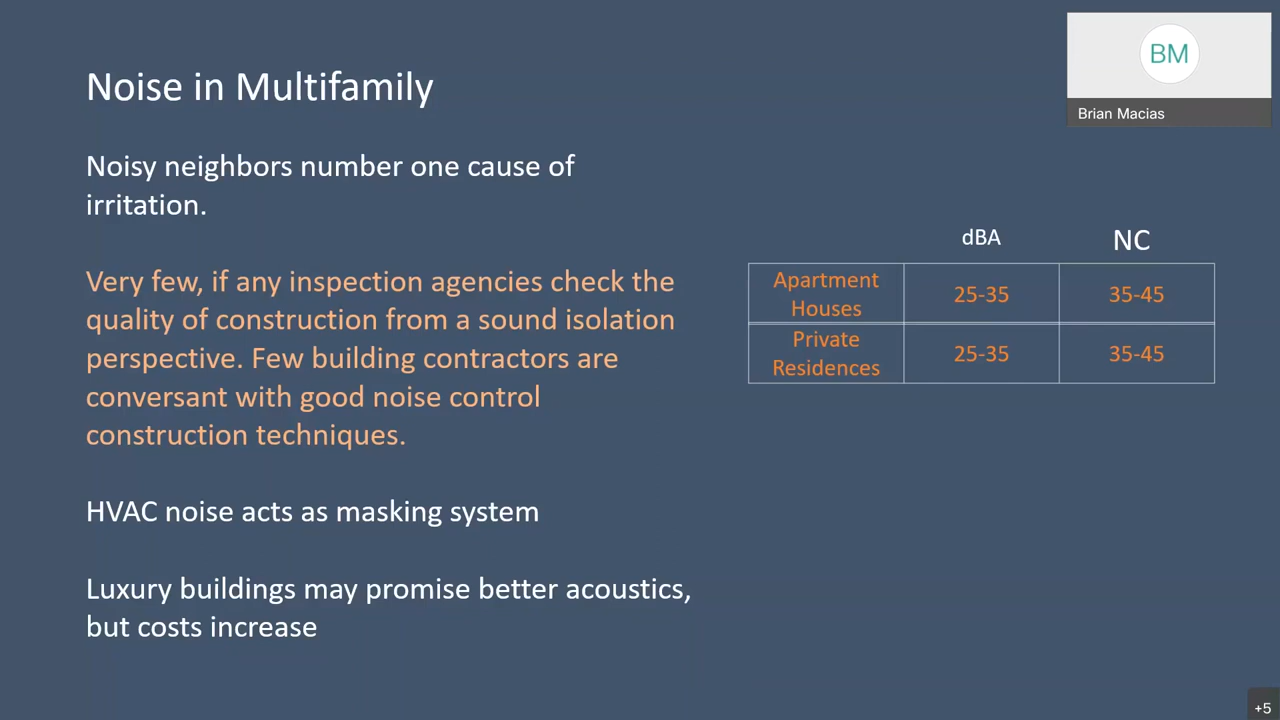 Noise in Multifamily
Noisy neighbors number one cause of
irritation.
Very few, if any inspection agencies check the
quality of construction from a sound isolation
perspective. Few building contractors are
conversant with good noise control
construction techniques.
HVAC noise acts as masking system
Luxury buildings may promise better acoustics,
but costs increase
BM
Brian Macias
dBA NC
Apartment
Houses 25-35 35-45
Private
Residences 25-35 35-45
+5